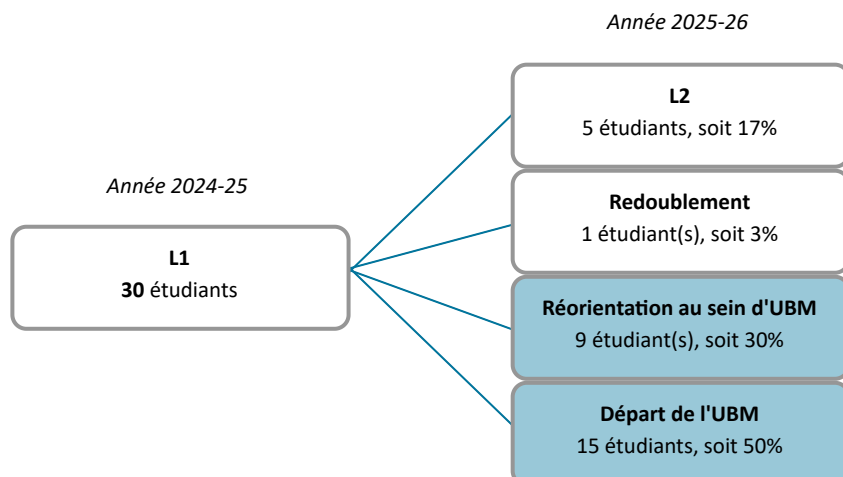 Année 2025-26
L2
5 étudiants, soit 17%
Année 2024-25
Redoublement
1 étudiant(s), soit 3%
L1
30 étudiants
Réorientation au sein d'UBM
9 étudiant(s), soit 30%
Départ de l'UBM
15 étudiants, soit 50%